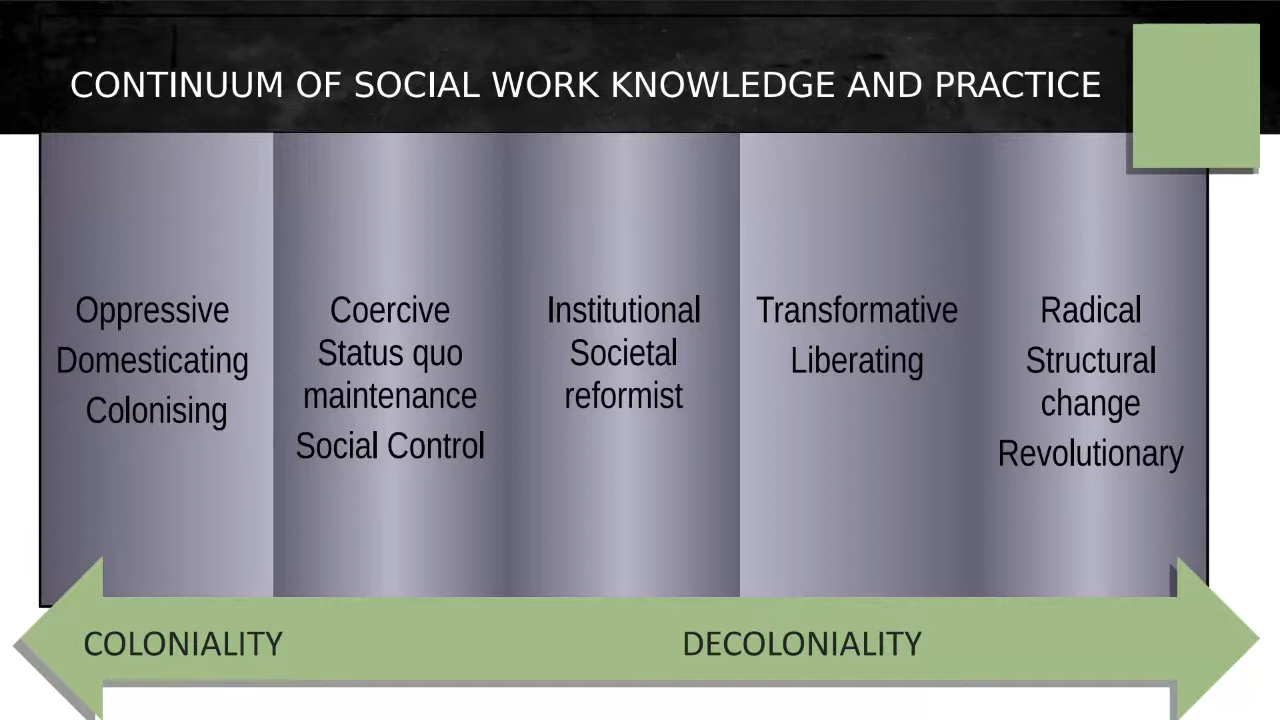 CONTINUUM OF SOCIAL WORK KNOWLEDGE AND PRACTICE
Oppressive
Domesticating
Colonising
Coercive
Status quo
maintenance
Social Control
Institutional
Societal
reformist
Transformative
Liberating
Radical
Structural
change
Revolutionary
COLONIALITY
DECOLONIALITY